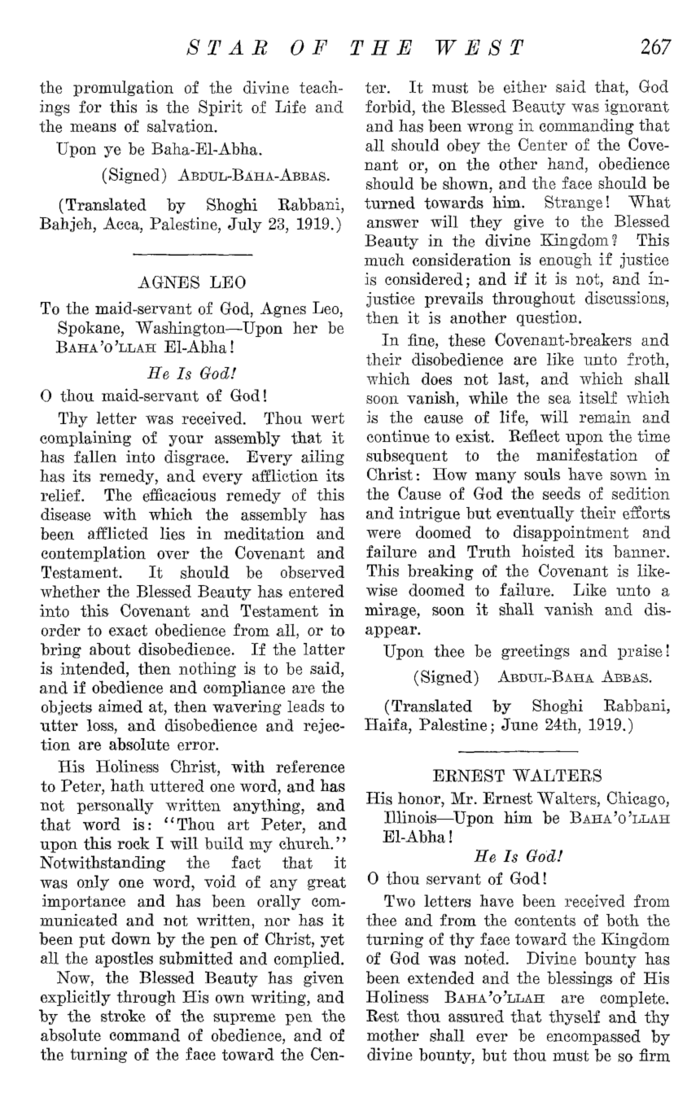 STAR OF THE WEST 267
the promulgation of the divine teach-
ings for this is the Spirit of Life and
the means of salvation.
Upon ye be Baha-El-Abha.
(Signed) ABDUL-BAHA-ABBAS.
(Translated by Shoghi Rabbani,
Bahjeh, Acca, Palestine, July 23, 1919.)
AGNES LEO
To the maid-servant of God, Agnes Leo,
Spokane, Washington—Upon her be
BAHA'O'LLAH El-Abha!
He Is God!
O thou maid-servant of God!
Thy letter was received. Thou wert
complaining of your assembly that it
has fallen into disgrace. Every ailing
has its remedy, and every affliction its
relief. The efficacious remedy of this
disease with which the assembly has
been afflicted lies in meditation and
contemplation over the Covenant and
Testament. It should be observed
whether the Blessed Beauty has entered
into this Covenant and Testament in
order to exact obedience from all, or to
bring about disobedience. If the latter
is intended, then nothing is to be said,
and if obedience and compliance are the
objects aimed at, then wavering leads to
utter loss, and disobedience and rejec-
tion are absolute error.
His Holiness Christ, with reference
to Peter, hath uttered one word, and has
not personally written anything, and
that word is: "Thou art Peter, and
upon this rock I will build my church."
Notwithstanding the fact that it
was only one word, void of any great
importance and has been orally com-
municated and not written, nor has it
been put down by the pen of Christ, yet
all the apostles submitted and complied.
Now, the Blessed Beauty has given
explicitly through His own writing, and
by the stroke of the supreme pen the
absolute command of obedience, and of
the turning of the face toward the Cen-
ter. It must be either said that, God
forbid, the Blessed Beauty was ignorant
and has been wrong in commanding that
all should obey the Center of the Cove-
nant or, on the other hand, obedience
should be shown, and the face should be
turned towards him. Strange! What
answer will they give to the Blessed
Beauty in the divine Kingdom? This
much consideration is enough if justice
is considered; and if it is not, and in-
justice prevails throughout discussions,
then it is another question.
In fine, these Covenant-breakers and
their disobedience are like unto froth,
which does not last, and which shall
soon vanish, while the sea itself which
is the cause of life, will remain and
continue to exist. Reflect upon the time
subsequent to the manifestation of
Christ: How many souls have sown in
the Cause of God the seeds of sedition
and intrigue but eventually their efforts
were doomed to disappointment and
failure and Truth hoisted its banner.
This breaking of the Covenant is like-
wise doomed to failure. Like unto a
mirage, soon it shall vanish and dis-
appear.
Upon thee be greetings and praise!
(Signed) ABDUL-BAHA ABBAS.
(Translated by Shoghi Rabbani,
Haifa, Palestine; June 24th, 1919.)
ERNEST WALTERS
His honor, Mr. Ernest Walters, Chicago,
Illinois—Upon him be BAHA'O'LLAH
El-Abha!
He Is God!
O thou servant of God!
Two letters have been received from
thee and from the contents of both the
turning of thy face toward the Kingdom
of God was noted. Divine bounty has
been extended and the blessings of His
Holiness BAHA'O'LLAH are complete.
Rest thou assured that thyself and thy
mother shall ever be encompassed by
divine bounty, but thou must be so firm